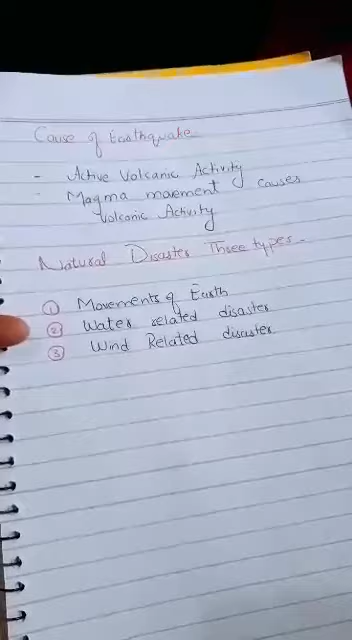 Cause of Earthquake
- Active Volcanic Activity
- Magma movement causes
Volcanic Activity
Natural Disaster Three types -
① Movements of Earth
② Water related disaster
③ Wind Related disaster